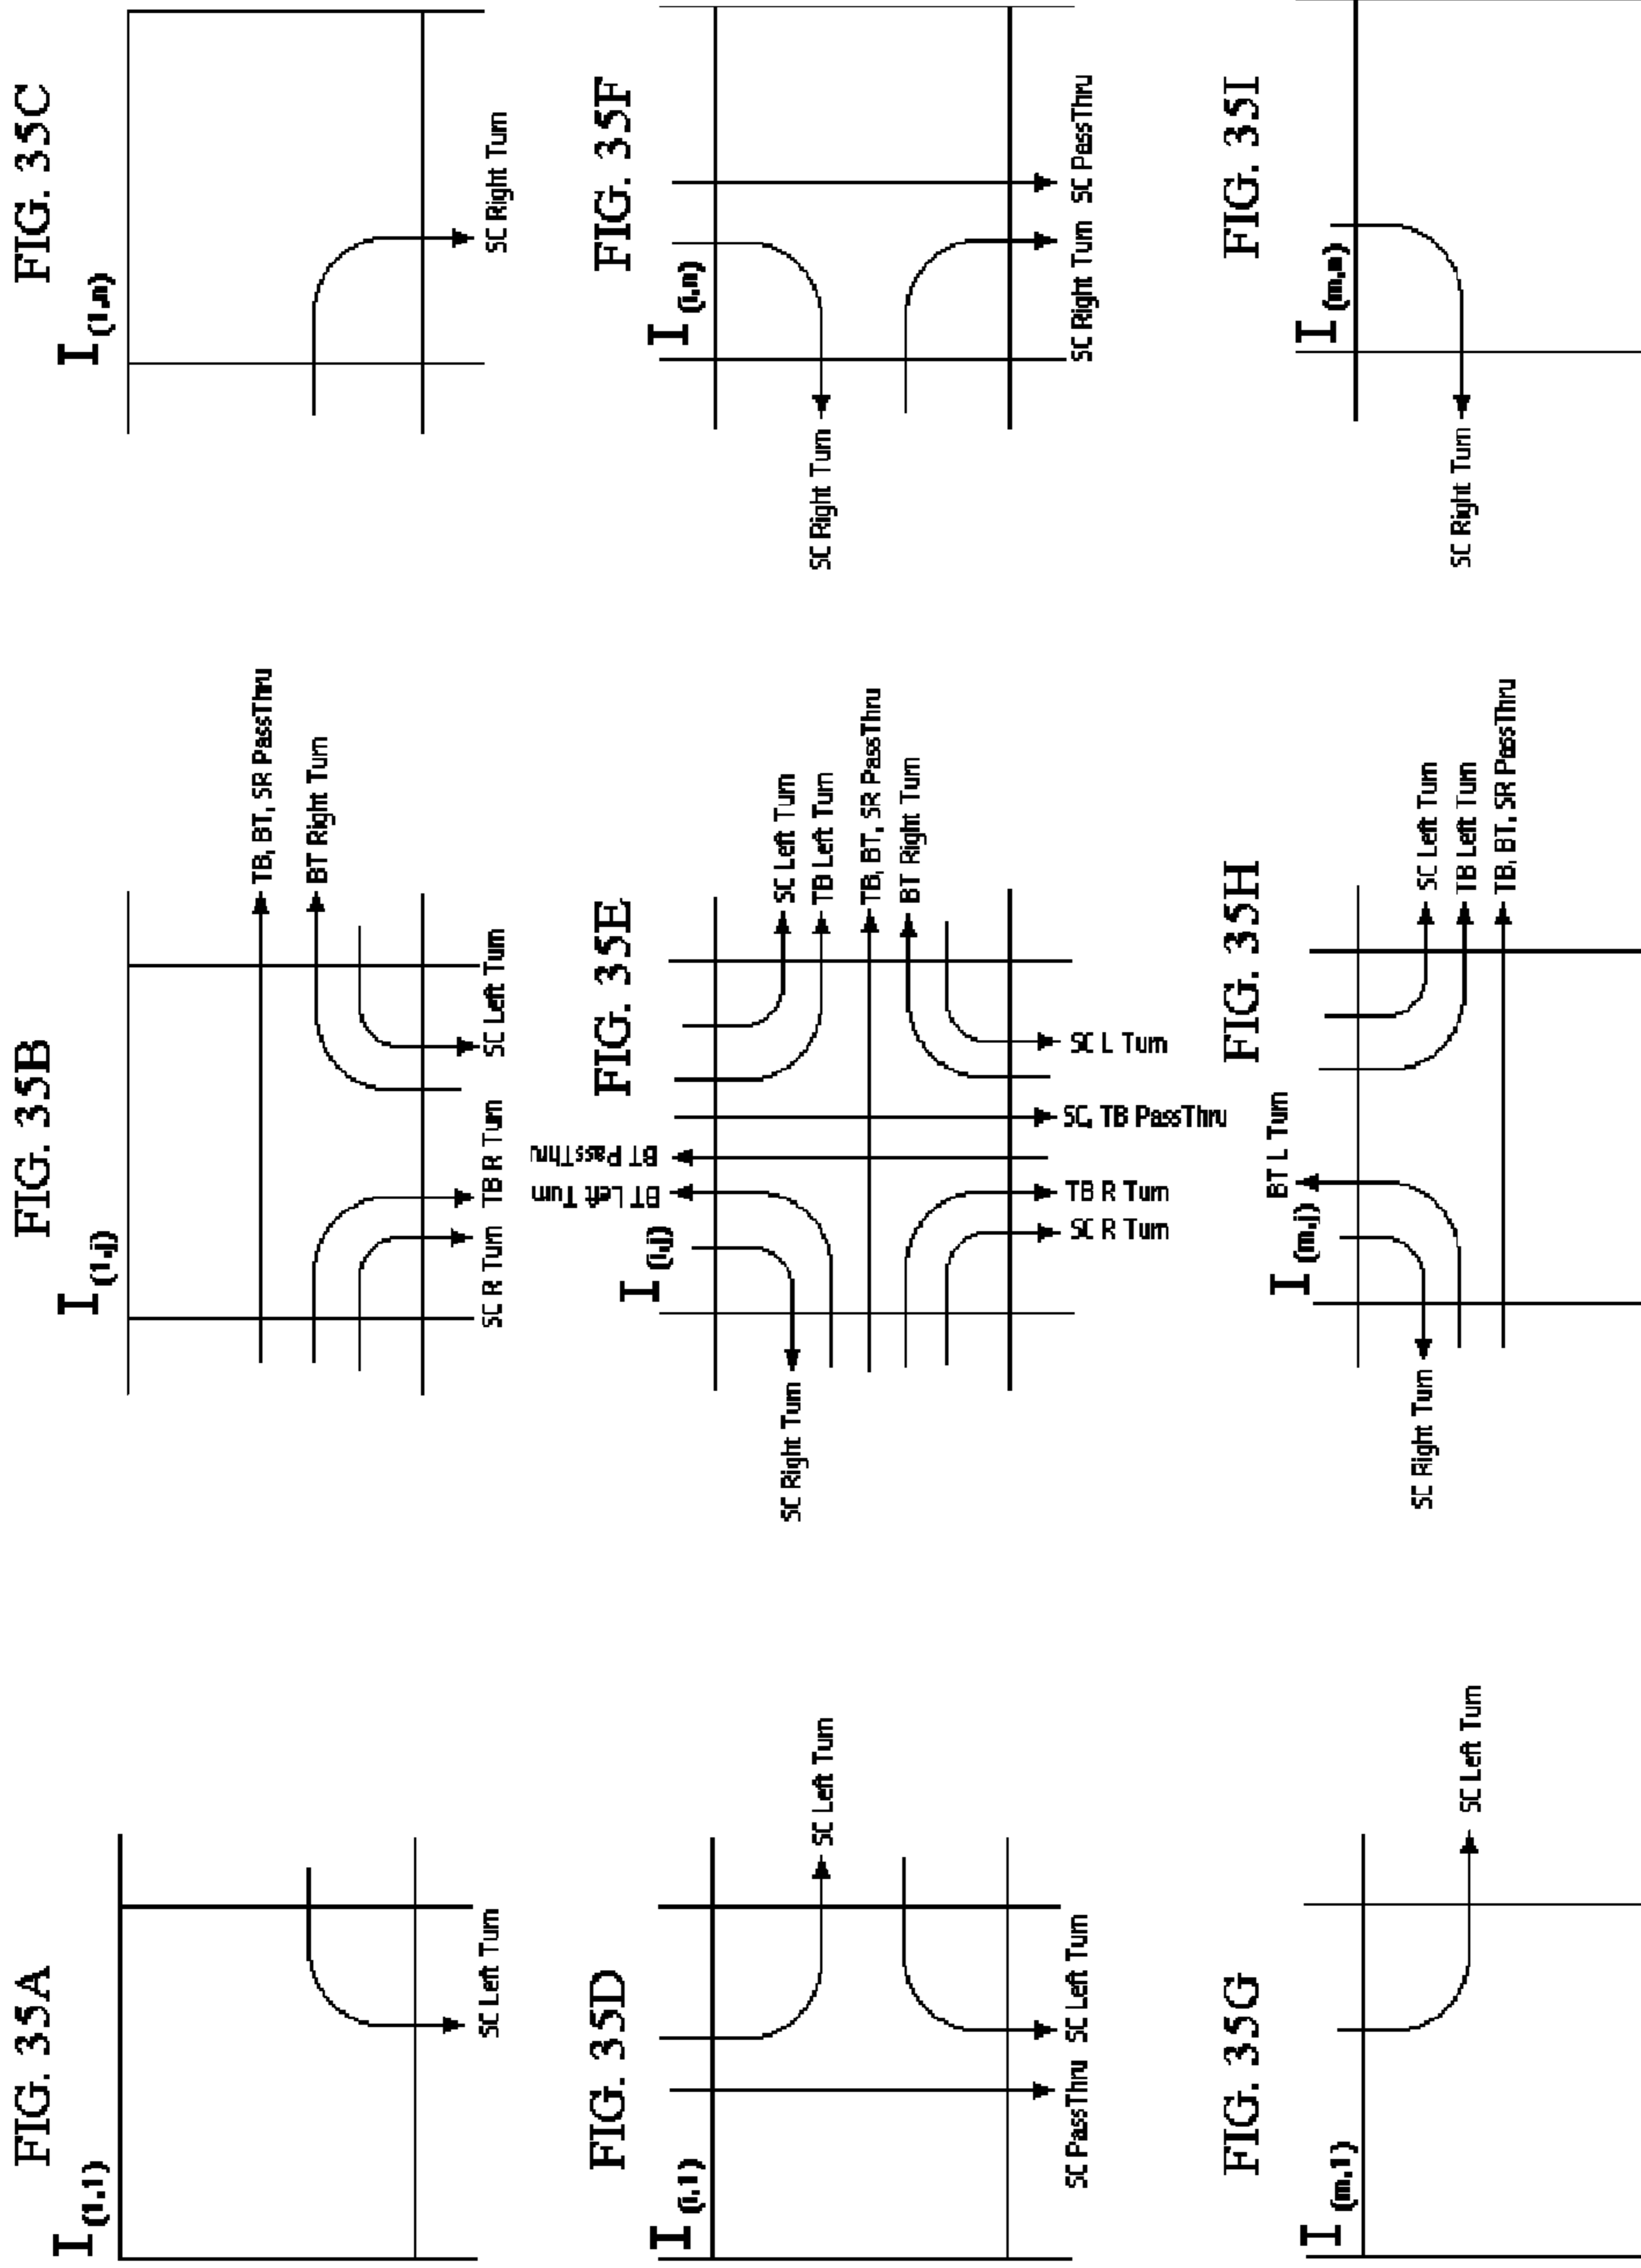 FIG. 35A
I(1,1)
SC Left Turn
FIG. 35B
I(1,j)
TB, BT, SR PassThru
BT Right Turn
SC R Turn
TB R Turn
SC Left Turn
FIG. 35C
I(1,n)
SC Right Turn
FIG. 35D
I(i,1)
SC Left Turn
SC PassThru
SC Left Turn
FIG. 35E
I(i,j)
BT Left Turn
BT PassThru
SC Right Turn
SC Left Turn
TB Left Turn
TB, BT, SR PassThru
BT Right Turn
SC R Turn
TB R Turn
SC, TB PassThru
SC L Turn
FIG. 35F
I(i,n)
SC Right Turn
SC Right Turn
SC PassThru
FIG. 35G
I(m,1)
SC Left Turn
FIG. 35H
I(m,j)
BT L Turn
SC Right Turn
SC Left Turn
TB Left Turn
TB, BT, SR PassThru
FIG. 35I
I(m,n)
SC Right Turn